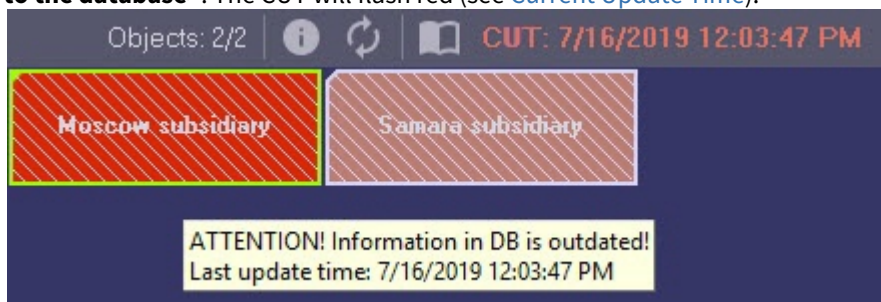 to the database". The CUT will flash red (see Current Update Time).
Objects: 2/2 CUT: 7/16/2019 12:03:47 PM
Moscow subsidiary Samara subsidiary
ATTENTION! Information in DB is outdated!
Last update time: 7/16/2019 12:03:47 PM